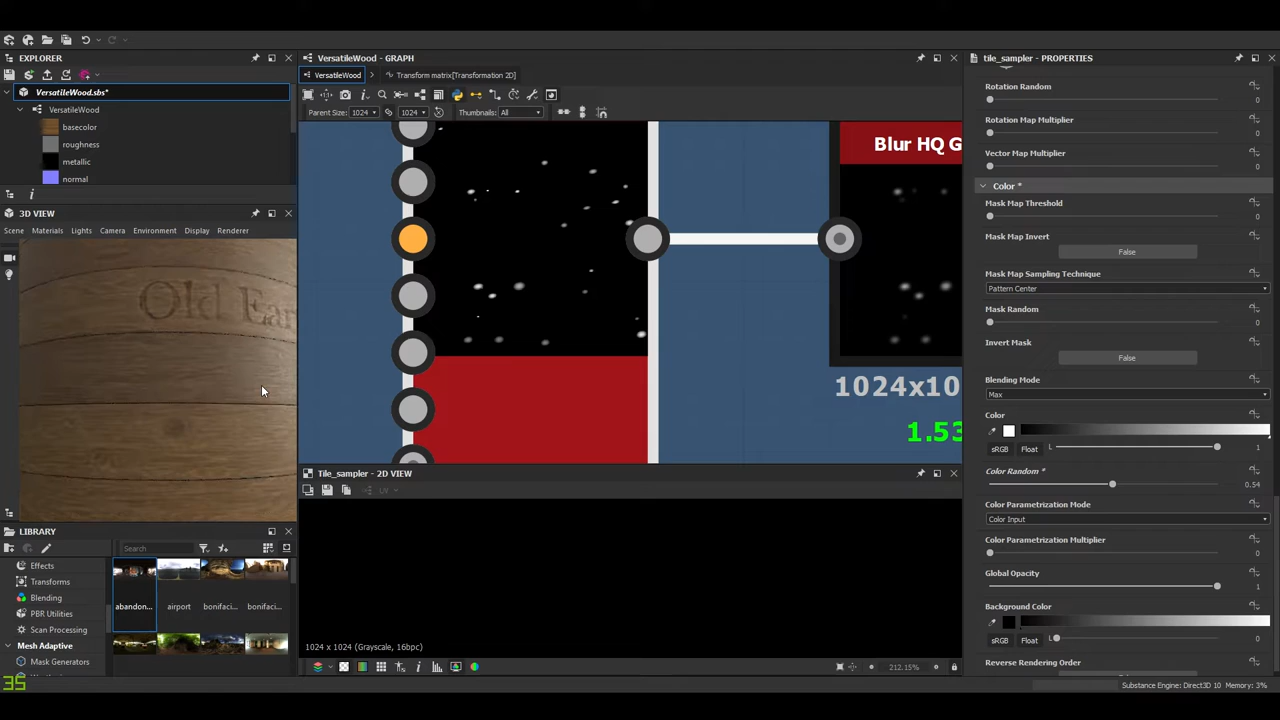 EXPLORER
VersatileWood.sbs*
VersatileWood
basecolor
roughness
metallic
normal
3D VIEW
Scene Materials Lights Camera Environment Display Renderer
Old Ear
LIBRARY
Search
Effects
Transforms
Blending
PBR Utilities
Scan Processing
Mesh Adaptive
Mask Generators
abandon...
airport
bonifaci...
bonifaci...
35
VersatileWood - GRAPH
VersatileWood
Transform matrix[Transformation 2D]
Parent Size: 1024 1024 Thumbnails: All
Blur HQ G
1024x10
1.53
Tile_sampler - 2D VIEW
UV
1024 x 1024 (Grayscale, 16bpc)
212.15%
tile_sampler - PROPERTIES
Rotation Random
0
Rotation Map Multiplier
0
Vector Map Multiplier
0
Color *
Mask Map Threshold
0
Mask Map Invert
False
Mask Map Sampling Technique
Pattern Center
Mask Random
0
Invert Mask
False
Blending Mode
Max
Color
sRGB Float L 1
Color Random *
0.54
Color Parametrization Mode
Color Input
Color Parametrization Multiplier
0
Global Opacity
1
Background Color
sRGB Float L 0
Reverse Rendering Order
Substance Engine: Direct3D 10 Memory: 3%